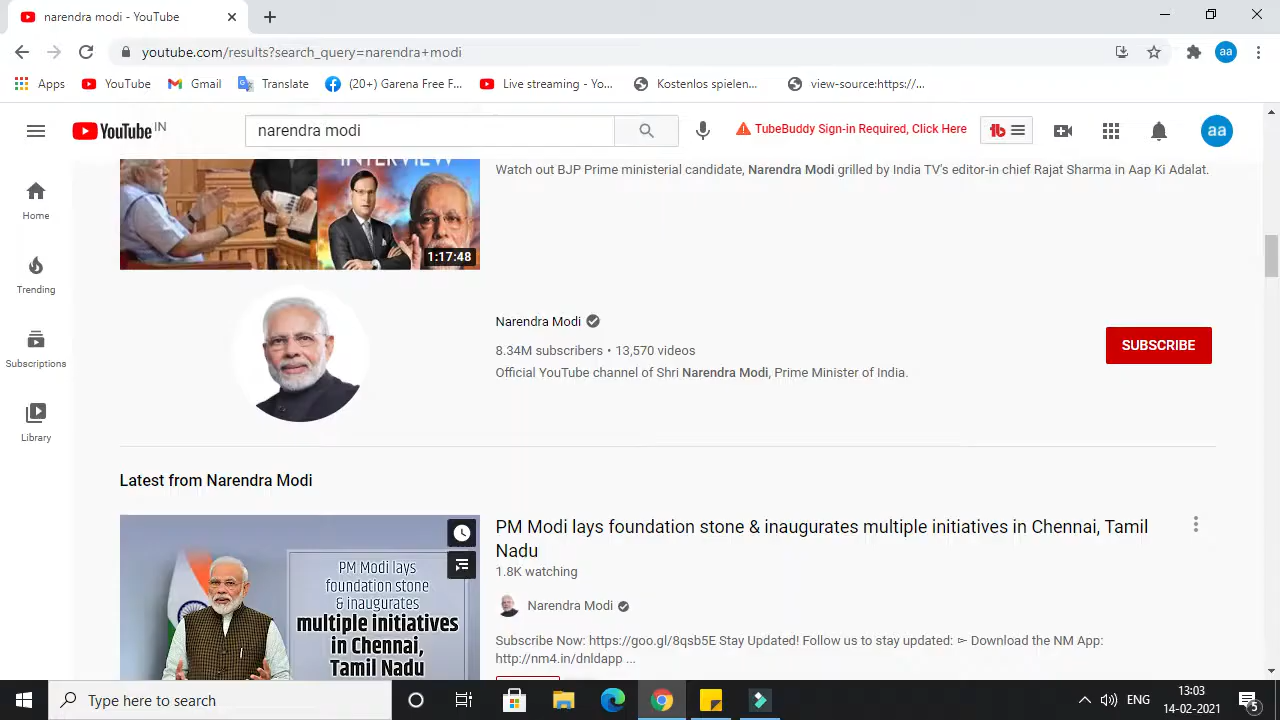 narendra modi - YouTube
youtube.com/results?search_query=narendra+modi
aa
Apps YouTube Gmail Translate (20+) Garena Free F... Live streaming - Yo... Kostenlos spielen... view-source:https://...
YouTube IN
narendra modi
TubeBuddy Sign-in Required, Click Here
tb
aa
Home
Trending
Subscriptions
Library
INTERVIEW
1:17:48
Watch out BJP Prime ministerial candidate, Narendra Modi grilled by India TV's editor-in chief Rajat Sharma in Aap Ki Adalat.
Narendra Modi
8.34M subscribers • 13,570 videos
Official YouTube channel of Shri Narendra Modi, Prime Minister of India.
SUBSCRIBE
Latest from Narendra Modi
PM Modi lays
foundation stone
& inaugurates
multiple initiatives
in Chennai,
Tamil Nadu
PM Modi lays foundation stone & inaugurates multiple initiatives in Chennai, Tamil
Nadu
1.8K watching
Narendra Modi
Subscribe Now: https://goo.gl/8qsb5E Stay Updated! Follow us to stay updated: ► Download the NM App:
http://nm4.in/dnldapp ...
Type here to search
ENG
13:03
14-02-2021
5